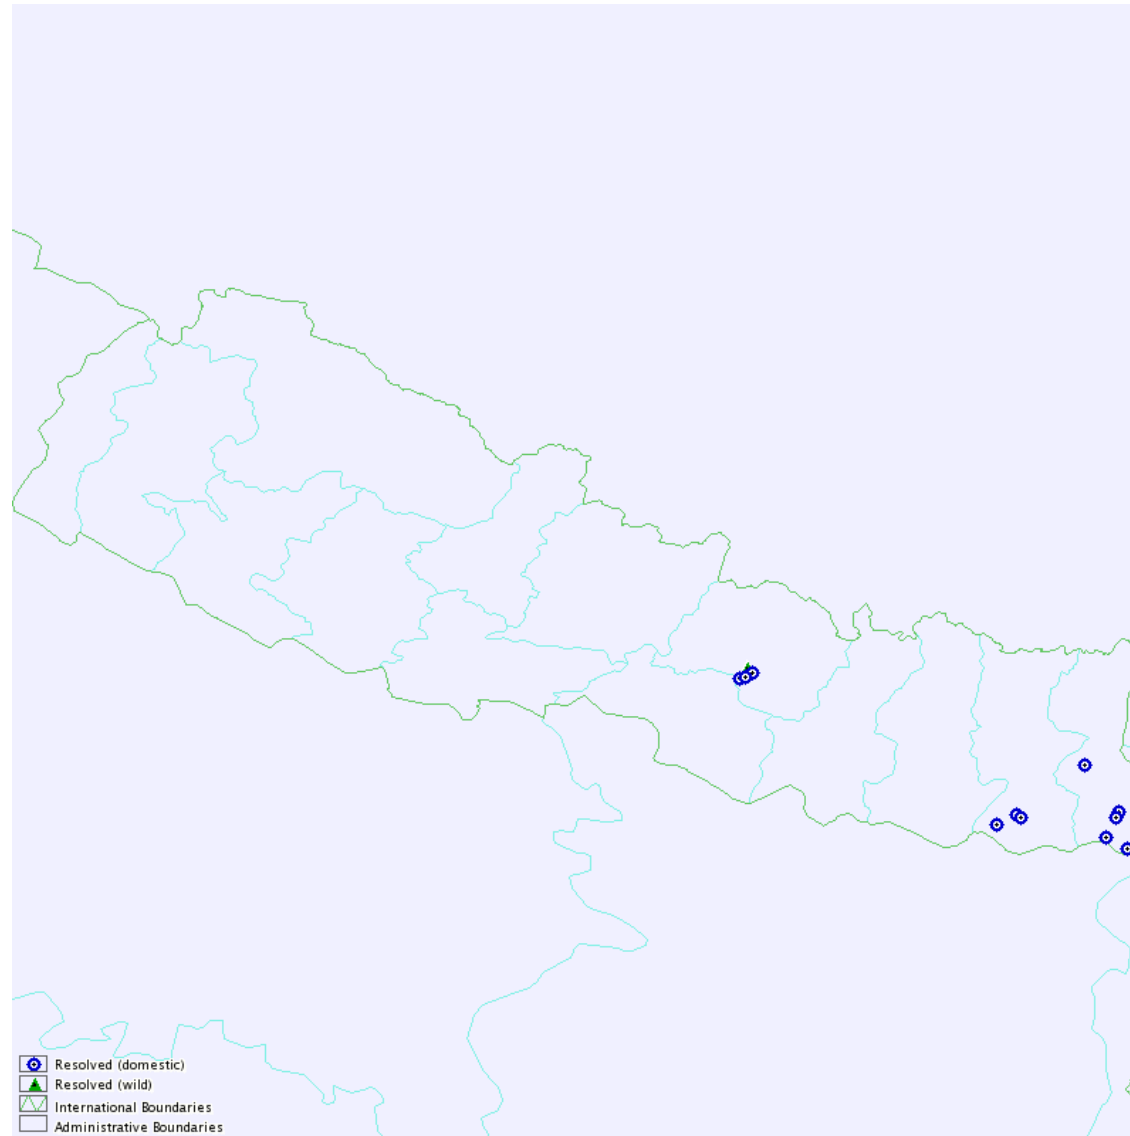 Resolved (domestic)
Resolved (wild)
International Boundaries
Administrative Boundaries